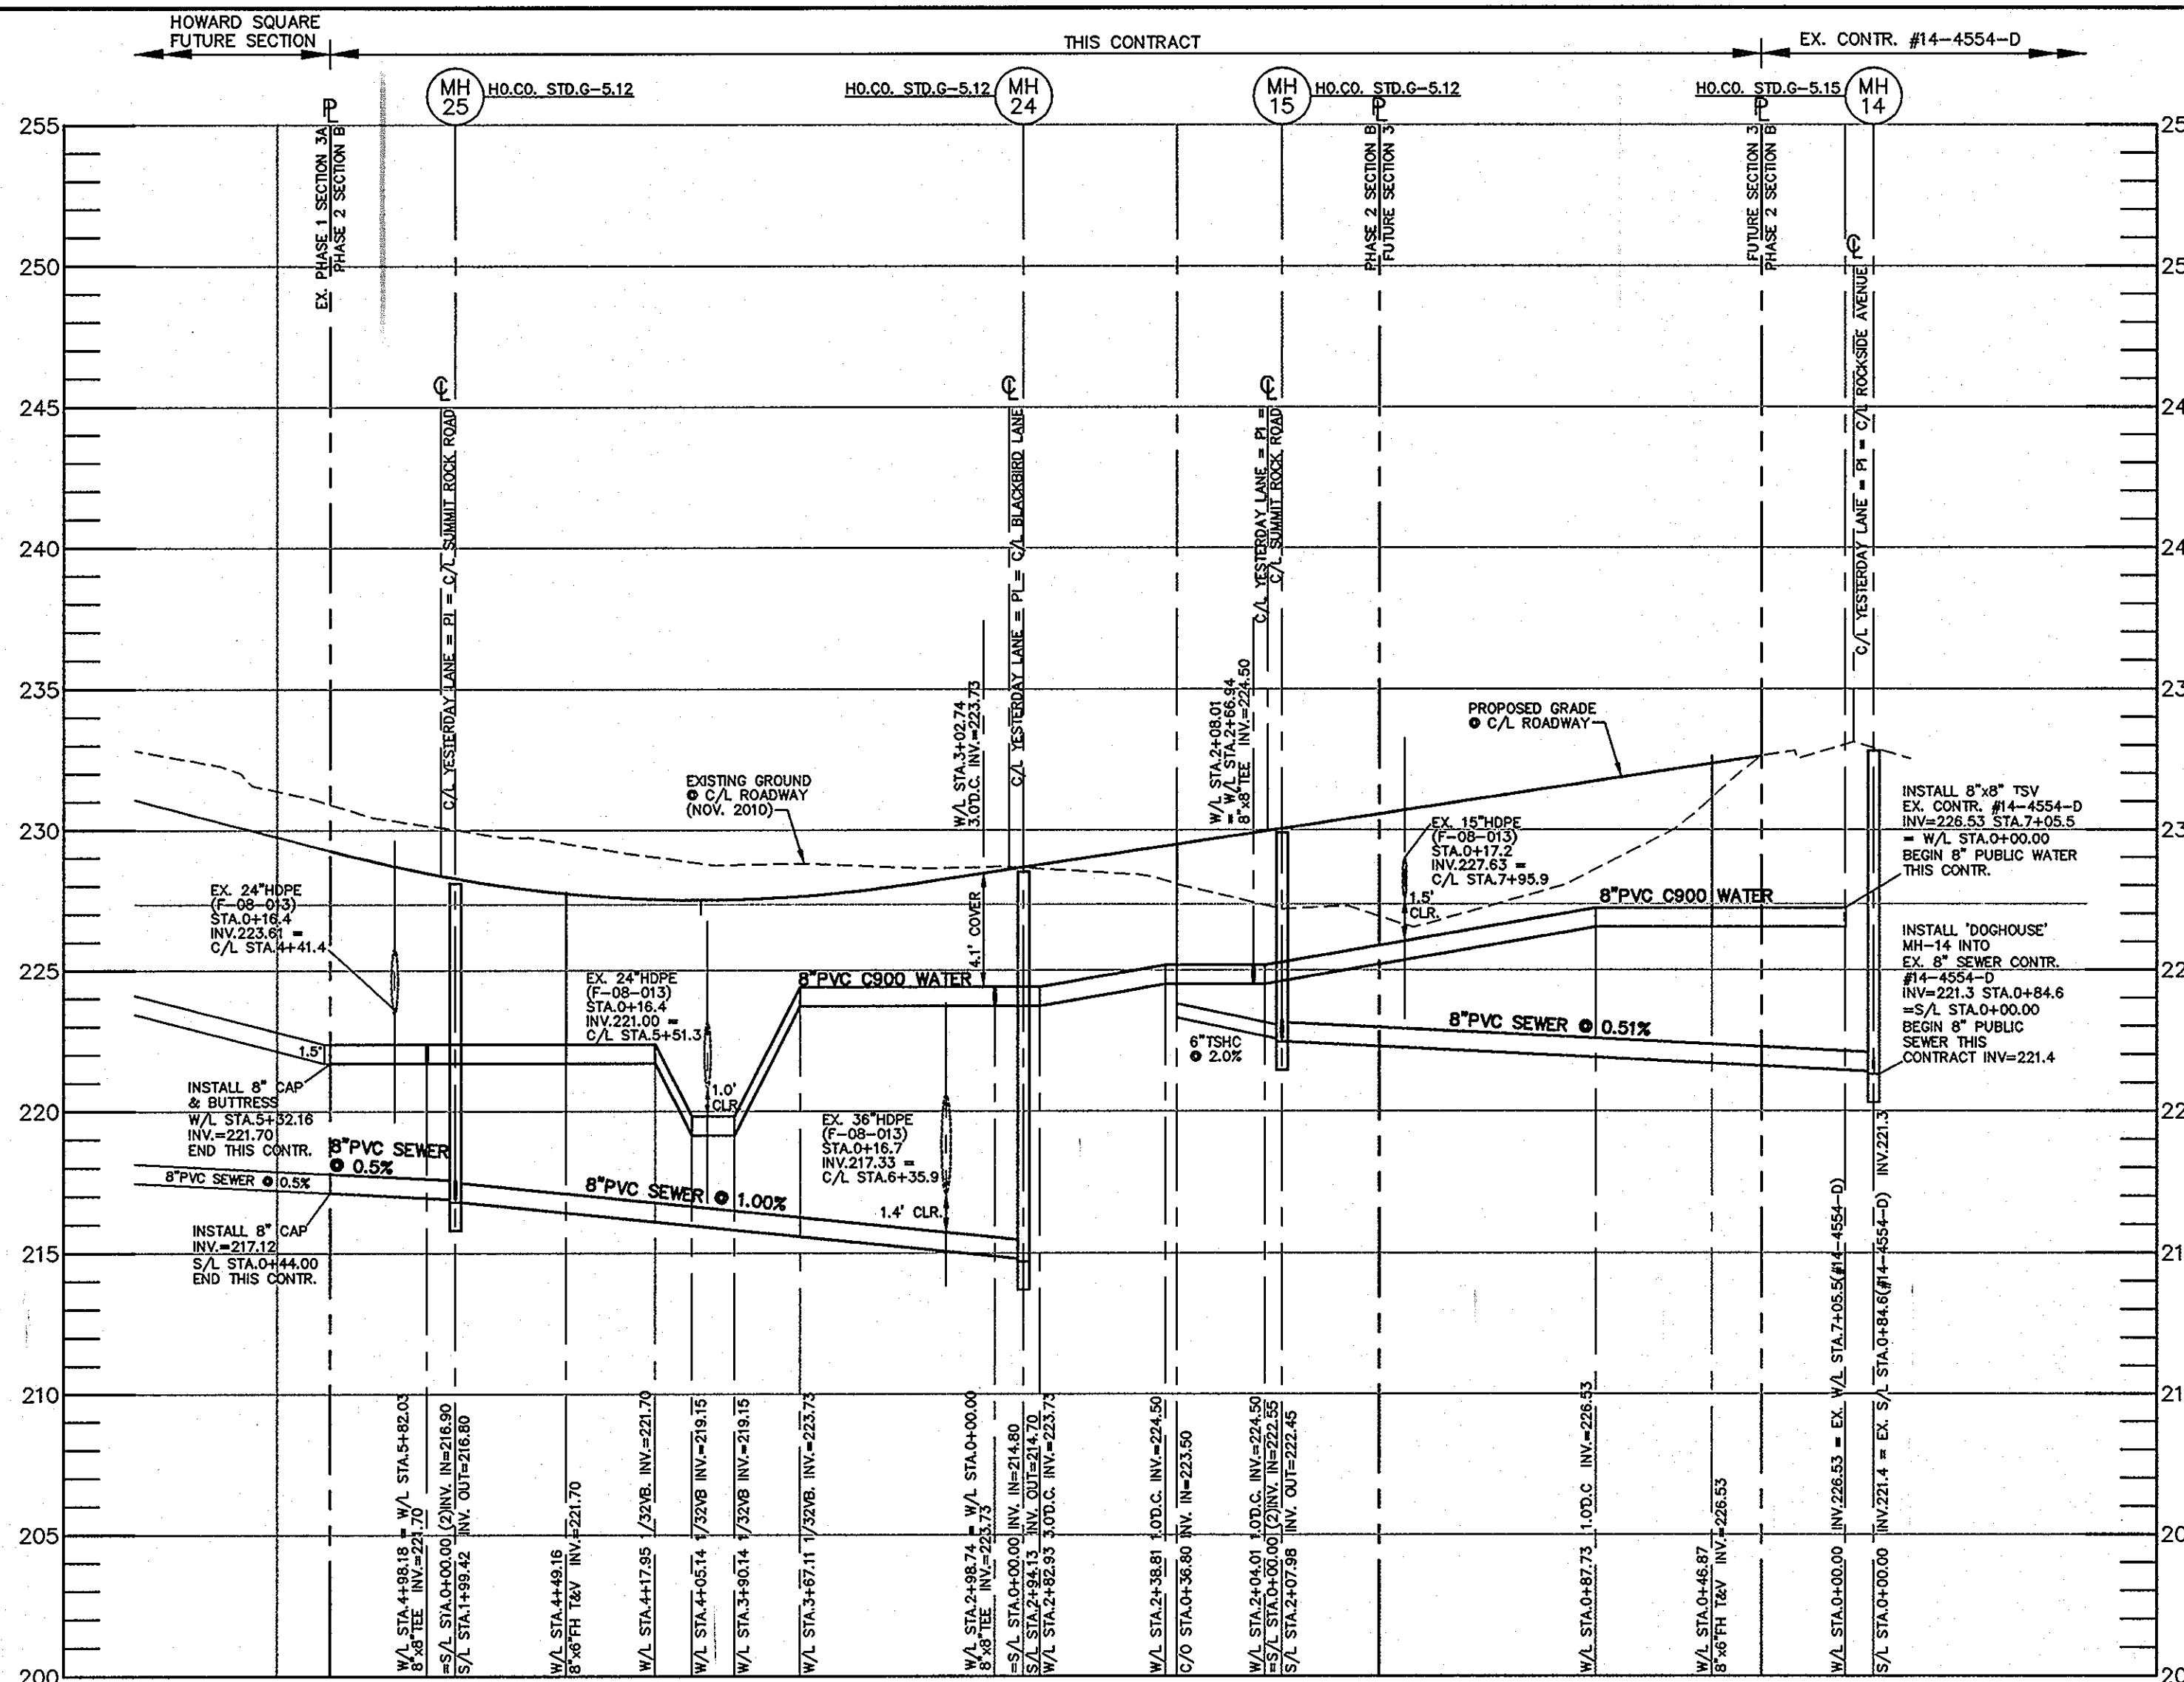 HOWARD SQUARE
FUTURE SECTION
THIS CONTRACT
EX. CONTR. #14-4554-D
MH
25
HO.CO. STD.G-5.12
HO.CO. STD.G-5.12
MH
24
MH
15
HO.CO. STD.G-5.12
HO.CO. STD.G-5.15
MH
14
EX. PHASE 1 SECTION 3A
PHASE 2 SECTION B
PHASE 2 SECTION B
FUTURE SECTION 3
FUTURE SECTION 3
PHASE 2 SECTION B
255
250
245
240
235
230
225
220
215
210
205
200
25
25
24
24
23
23
22
22
21
21
20
20
C/L YESTERDAY LANE = PI = C/L SUMMIT ROCK ROAD
C/L YESTERDAY LANE = PI = C/L BLACKBIRD LANE
C/L YESTERDAY LANE = PI =
C/L SUMMIT ROCK ROAD
C/L YESTERDAY LANE = PI = C/L ROCKSIDE AVENUE
W/L STA.3+02.74
3.0'D.C. INV.=223.73
W/L STA.2+08.01
= W/L STA.2+66.94
8"x8"TEE INV.=224.50
PROPOSED GRADE
@ C/L ROADWAY
EXISTING GROUND
@ C/L ROADWAY
(NOV. 2010)
EX. 24"HDPE
(F-08-013)
STA.0+16.4
INV.223.61 =
C/L STA.4+41.4
EX. 24"HDPE
(F-08-013)
STA.0+16.4
INV.221.00 =
C/L STA.5+51.3
8"PVC C900 WATER
4.1' COVER
EX. 15"HDPE
(F-08-013)
STA.0+17.2
INV.227.63 =
C/L STA.7+95.9
1.5'
CLR.
8"PVC C900 WATER
INSTALL 8"x8" TSV
EX. CONTR. #14-4554-D
INV=226.53 STA.7+05.5
= W/L STA.0+00.00
BEGIN 8" PUBLIC WATER
THIS CONTR.
INSTALL 'DOGHOUSE'
MH-14 INTO
EX. 8" SEWER CONTR.
#14-4554-D
INV=221.3 STA.0+84.6
=S/L STA.0+00.00
BEGIN 8" PUBLIC
SEWER THIS
CONTRACT INV=221.4
1.5'
INSTALL 8" CAP
& BUTTRESS
W/L STA.5+32.16
INV.=221.70
END THIS CONTR.
8"PVC SEWER
@ 0.5%
8"PVC SEWER @ 0.5%
INSTALL 8" CAP
INV.=217.12
S/L STA.0+44.00
END THIS CONTR.
1.0'
CLR
8"PVC SEWER @ 1.00%
EX. 36"HDPE
(F-08-013)
STA.0+16.7
INV.217.33 =
C/L STA.6+35.9
1.4' CLR.
6"TSHC
@ 2.0%
8"PVC SEWER @ 0.51%
W/L STA.4+98.18 = W/L STA.5+82.03
8"x8"TEE INV.=221.70
=S/L STA.0+00.00 (2)INV. IN=216.90
S/L STA.1+99.42 INV. OUT=216.80
W/L STA.4+49.16
8"x6"FH T&V INV.=221.70
W/L STA.4+17.95 1/32VB. INV.=221.70
W/L STA.4+05.14 1/32VB INV.=219.15
W/L STA.3+90.14 1/32VB INV.=219.15
W/L STA.3+67.11 1/32VB. INV.=223.73
W/L STA.2+98.74 = W/L STA.0+00.00
8"x8"TEE INV.=223.73
=S/L STA.0+00.00 INV. IN=214.80
S/L STA.2+94.13 INV. OUT=214.70
W/L STA.2+82.93 3.0'D.C. INV.=223.73
W/L STA.2+38.81 1.0'D.C. INV.=224.50
C/O STA.0+36.80 INV. IN=223.50
W/L STA.2+04.01 1.0'D.C. INV.=224.50
=S/L STA.0+00.00 (2)INV. IN=222.55
S/L STA.2+07.98 INV. OUT=222.45
W/L STA.0+87.73 1.0'D.C INV.=226.53
W/L STA.0+46.87
8"x6"FH T&V INV.=226.53
W/L STA.0+00.00 INV.226.53 = EX. W/L STA.7+05.5(#14-4554-D)
S/L STA.0+00.00 INV.221.4 = EX. S/L STA.0+84.6(#14-4554-D) INV.221.3